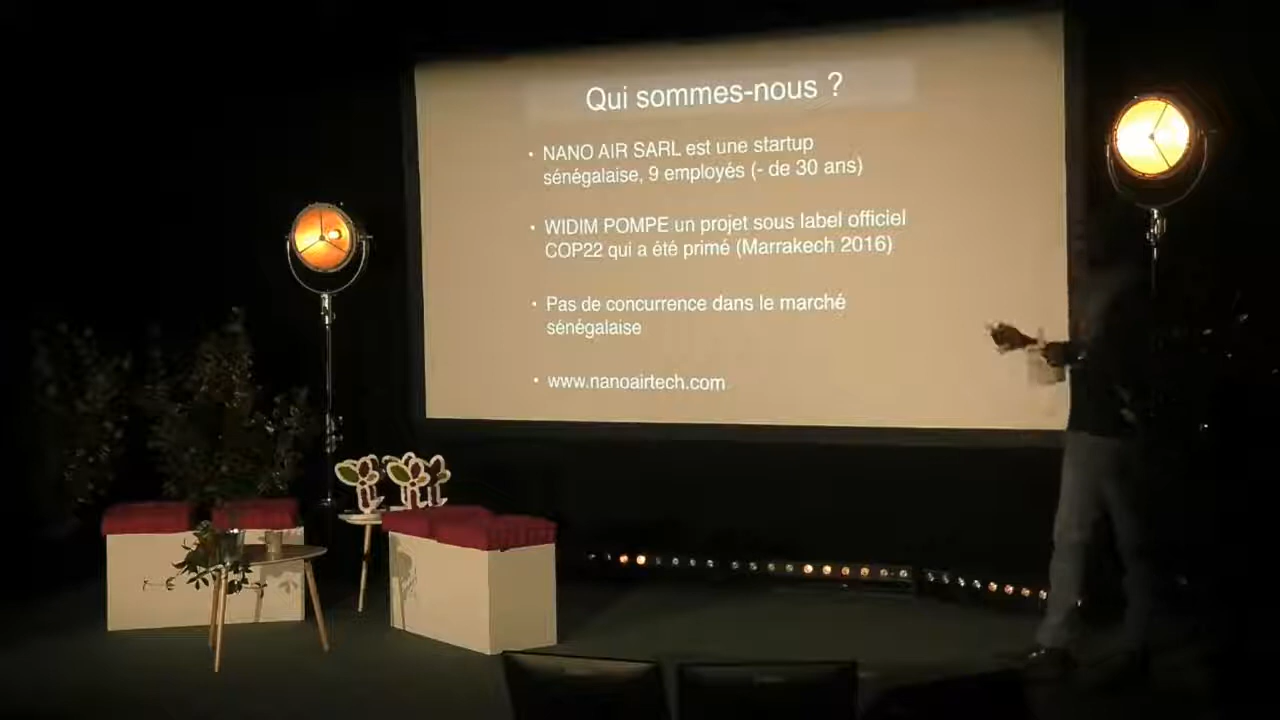 Qui sommes-nous ?
• NANO AIR SARL est une startup
sénégalaise, 9 employés (- de 30 ans)
• WIDIM POMPE un projet sous label officiel
COP22 qui a été primé (Marrakech 2016)
• Pas de concurrence dans le marché
sénégalaise
• www.nanoairtech.com